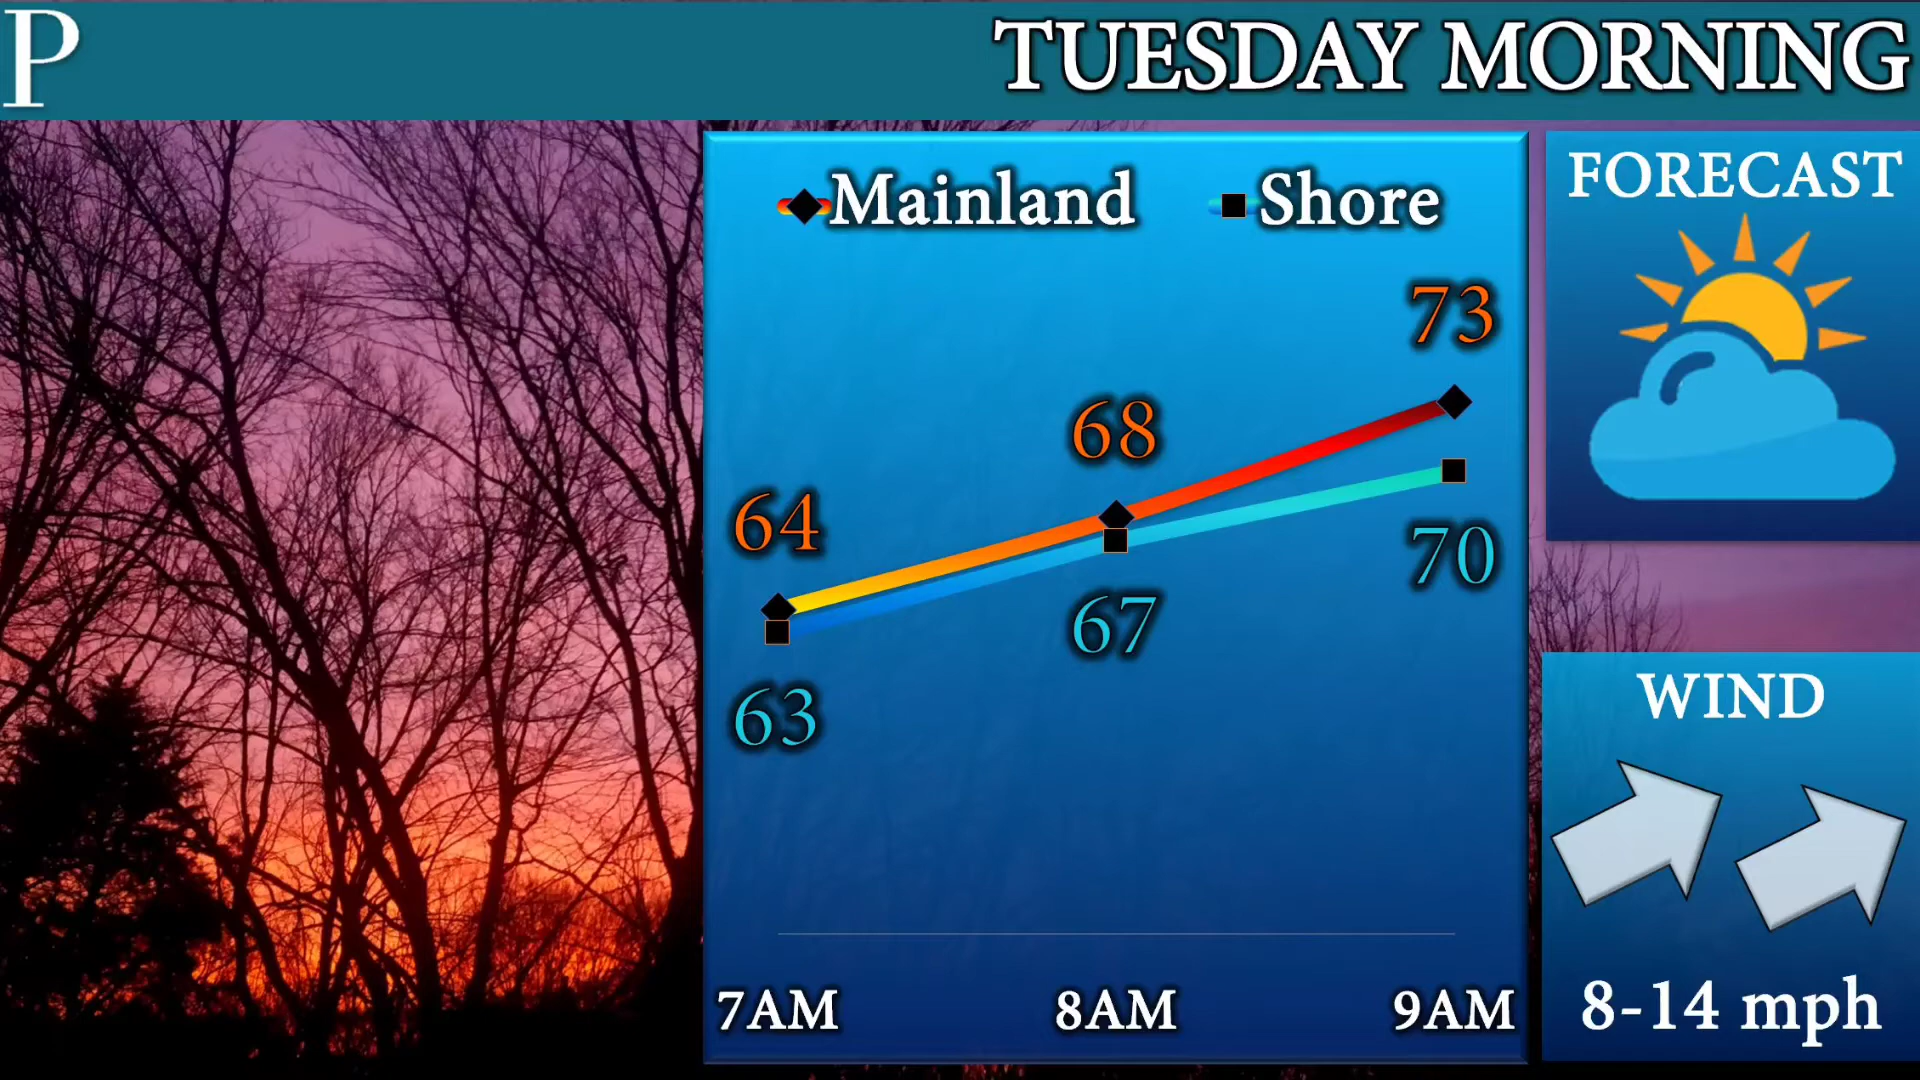 P
TUESDAY MORNING
Mainland
Shore
73
68
64
70
67
63
7AM 8AM 9AM
FORECAST
WIND
8-14 mph